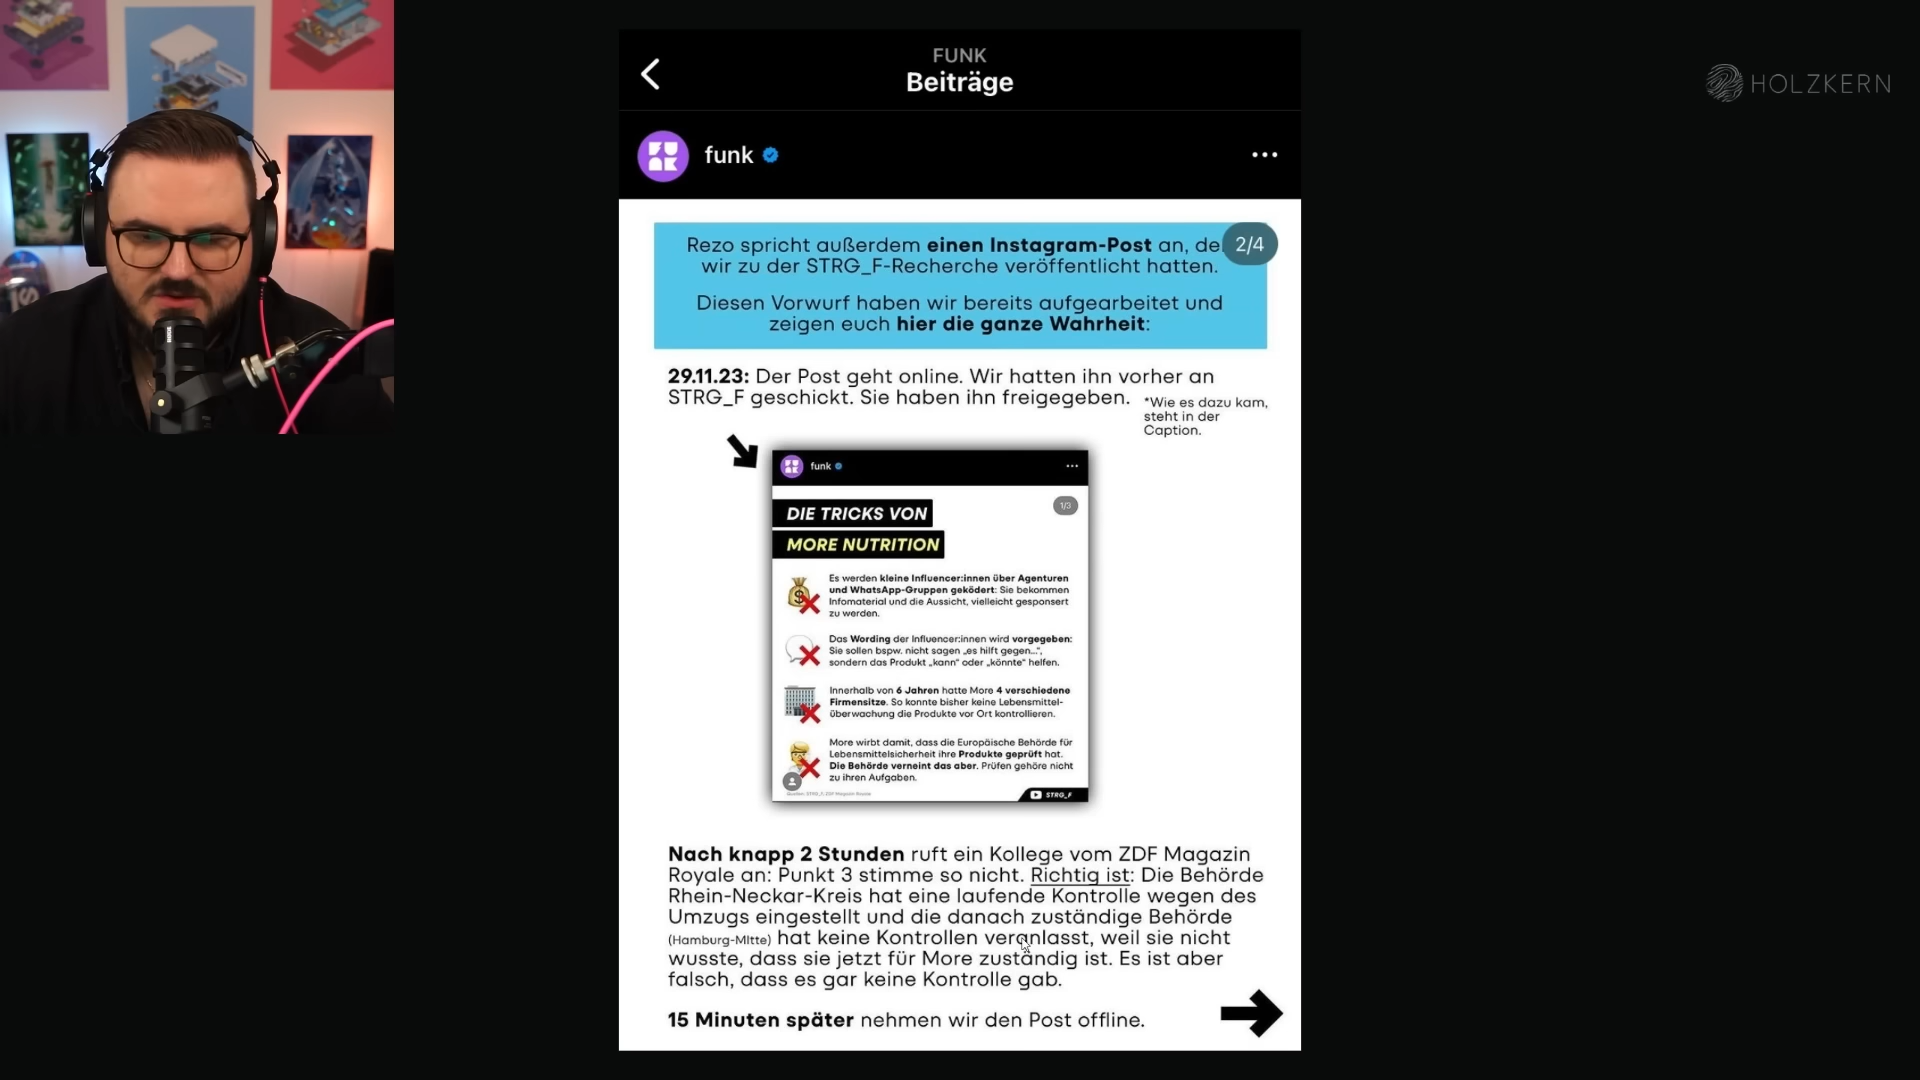 FUNK
Beiträge
HOLZKERN
funk
2/4
Rezo spricht außerdem einen Instagram-Post an, de
wir zu der STRG_F-Recherche veröffentlicht hatten.
Diesen Vorwurf haben wir bereits aufgearbeitet und
zeigen euch hier die ganze Wahrheit:
29.11.23: Der Post geht online. Wir hatten ihn vorher an
STRG_F geschickt. Sie haben ihn freigegeben.
*Wie es dazu kam,
steht in der
Caption.
funk
1/3
DIE TRICKS VON
MORE NUTRITION
Es werden kleine Influencer:innen über Agenturen
und WhatsApp-Gruppen geködert: Sie bekommen
Infomaterial und die Aussicht, vielleicht gesponsert
zu werden.
Das Wording der Influencer:innen wird vorgegeben:
Sie sollen bspw. nicht sagen „es hilft gegen...",
sondern das Produkt „kann" oder „könnte" helfen.
Innerhalb von 6 Jahren hatte More 4 verschiedene
Firmensitze. So konnte bisher keine Lebensmittel-
überwachung die Produkte vor Ort kontrollieren.
More wirbt damit, dass die Europäische Behörde für
Lebensmittelsicherheit ihre Produkte geprüft hat.
Die Behörde verneint das aber. Prüfen gehöre nicht
zu ihren Aufgaben.
Quellen: STRG_F, ZDF Magazin Royale
STRG_F
Nach knapp 2 Stunden ruft ein Kollege vom ZDF Magazin
Royale an: Punkt 3 stimme so nicht. Richtig ist: Die Behörde
Rhein-Neckar-Kreis hat eine laufende Kontrolle wegen des
Umzugs eingestellt und die danach zuständige Behörde
(Hamburg-MItte) hat keine Kontrollen veranlasst, weil sie nicht
wusste, dass sie jetzt für More zuständig ist. Es ist aber
falsch, dass es gar keine Kontrolle gab.
15 Minuten später nehmen wir den Post offline.